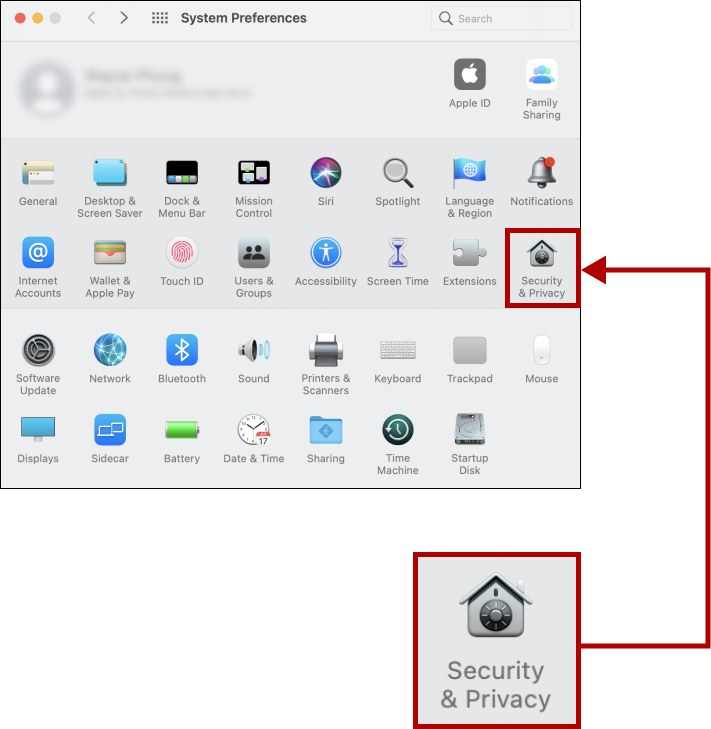 System Preferences
Search
Apple ID
Family
Sharing
General
Desktop &
Screen Saver
Dock &
Menu Bar
Mission
Control
Siri
Spotlight
Language
& Region
Notifications
Internet
Accounts
Wallet &
Apple Pay
Touch ID
Users &
Groups
Accessibility
Screen Time
Extensions
Security
& Privacy
Software
Update
Network
Bluetooth
Sound
Printers &
Scanners
Keyboard
Trackpad
Mouse
Displays
Sidecar
Battery
17
Date & Time
Sharing
Time
Machine
Startup
Disk
Security
& Privacy